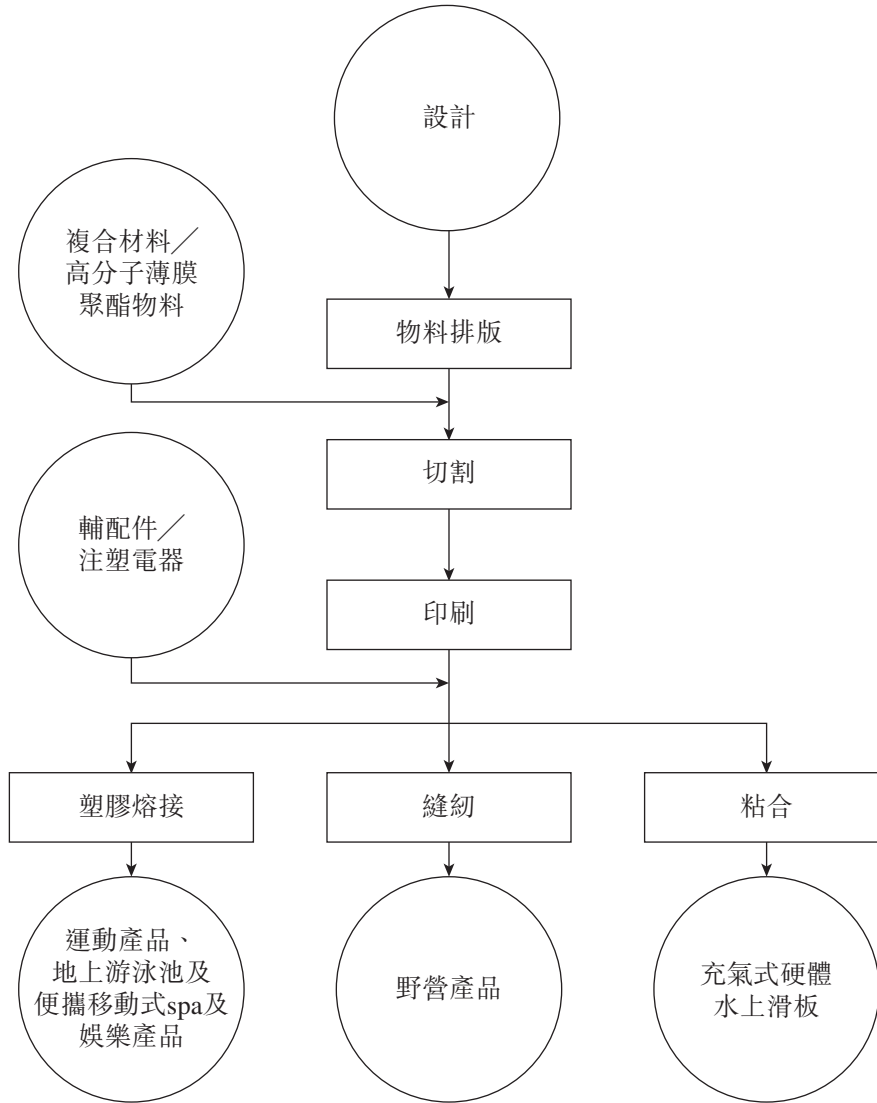 設計
複合材料／
高分子薄膜
聚酯物料
物料排版
切割
輔配件／
注塑電器
印刷
塑膠熔接
縫紉
粘合
運動產品、
地上游泳池及
便攜移動式spa及
娛樂產品
野營產品
充氣式硬體
水上滑板